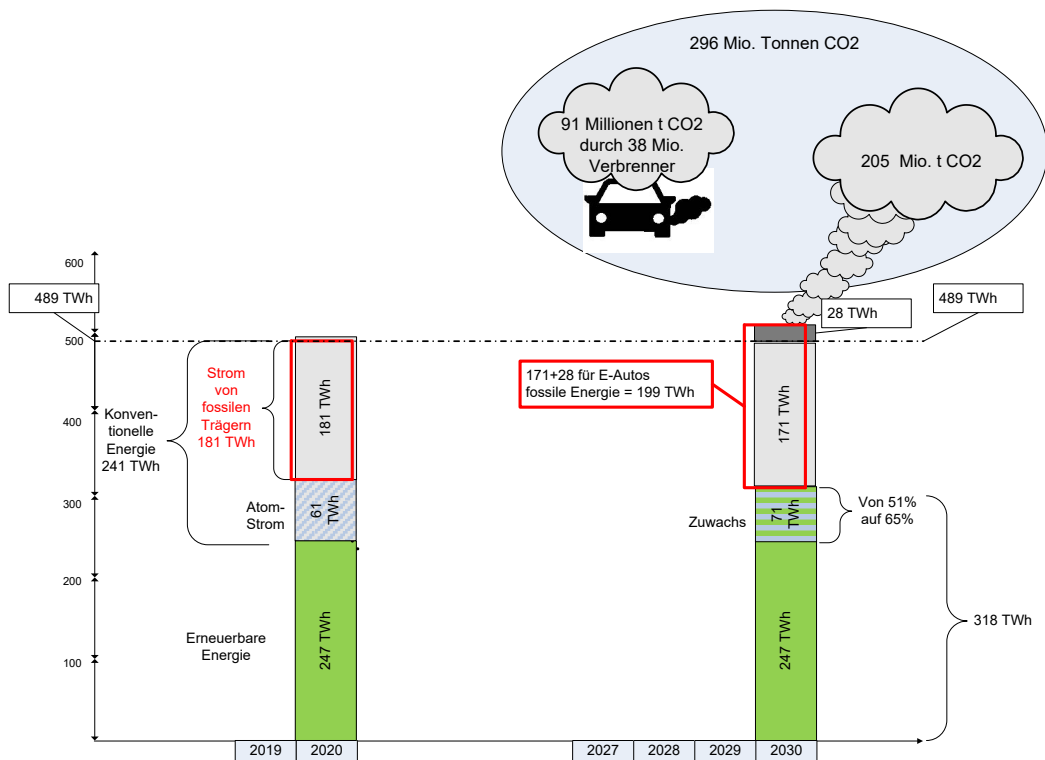 296 Mio. Tonnen CO2
91 Millionen t CO2
durch 38 Mio.
Verbrenner
205 Mio. t CO2
600
489 TWh
28 TWh
489 TWh
500
Strom
von
fossilen
Trägern
181 TWh
181 TWh
171+28 für E-Autos
fossile Energie = 199 TWh
171 TWh
400
Konven-
tionelle
Energie
241 TWh
300
Atom-
Strom
61
TWh
Zuwachs
71
TWh
Von 51%
auf 65%
200
Erneuerbare
Energie
247 TWh
247 TWh
318 TWh
100
2019
2020
2027
2028
2029
2030